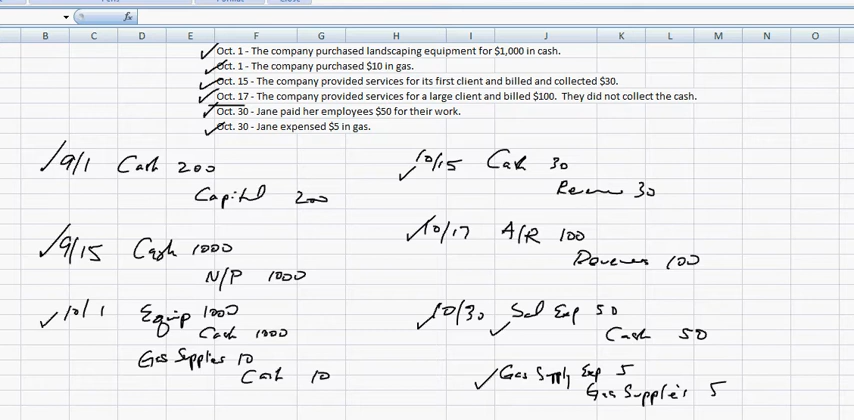 Format
Close
fx
B C D E F G H I J K L M N O
Oct. 1 - The company purchased landscaping equipment for $1,000 in cash.
Oct. 1 - The company purchased $10 in gas.
Oct. 15 - The company provided services for its first client and billed and collected $30.
Oct. 17 - The company provided services for a large client and billed $100. They did not collect the cash.
Oct. 30 - Jane paid her employees $50 for their work.
Oct. 30 - Jane expensed $5 in gas.
9/1 Cash 200
Capital 200
9/15 Cash 1000
N/P 1000
10/1 Equip 1000
Cash 1000
Gas Supplies 10
Cash 10
10/15 Cash 30
Revenue 30
10/17 A/R 100
Revenues 100
10/30 Sal Exp 50
Cash 50
Gas Supply Exp 5
Gas Supplies 5